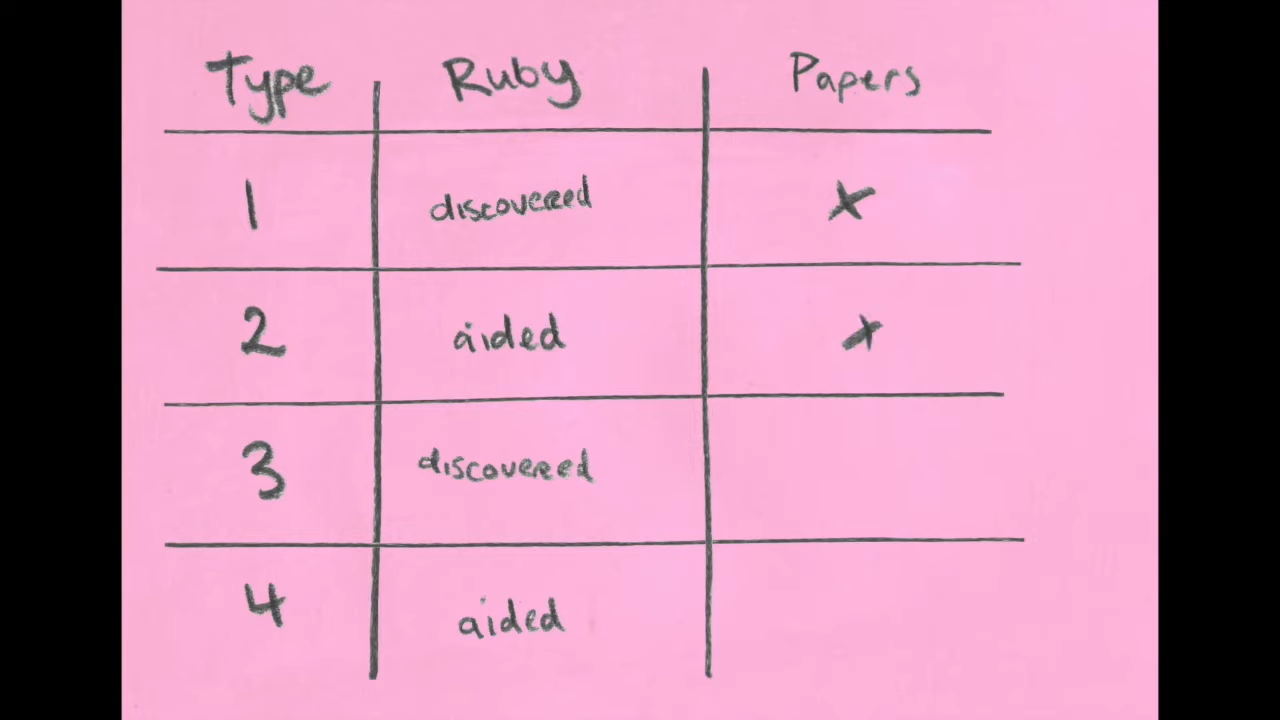 Type Ruby Papers
1 discovered x
2 aided x
3 discovered
4 aided